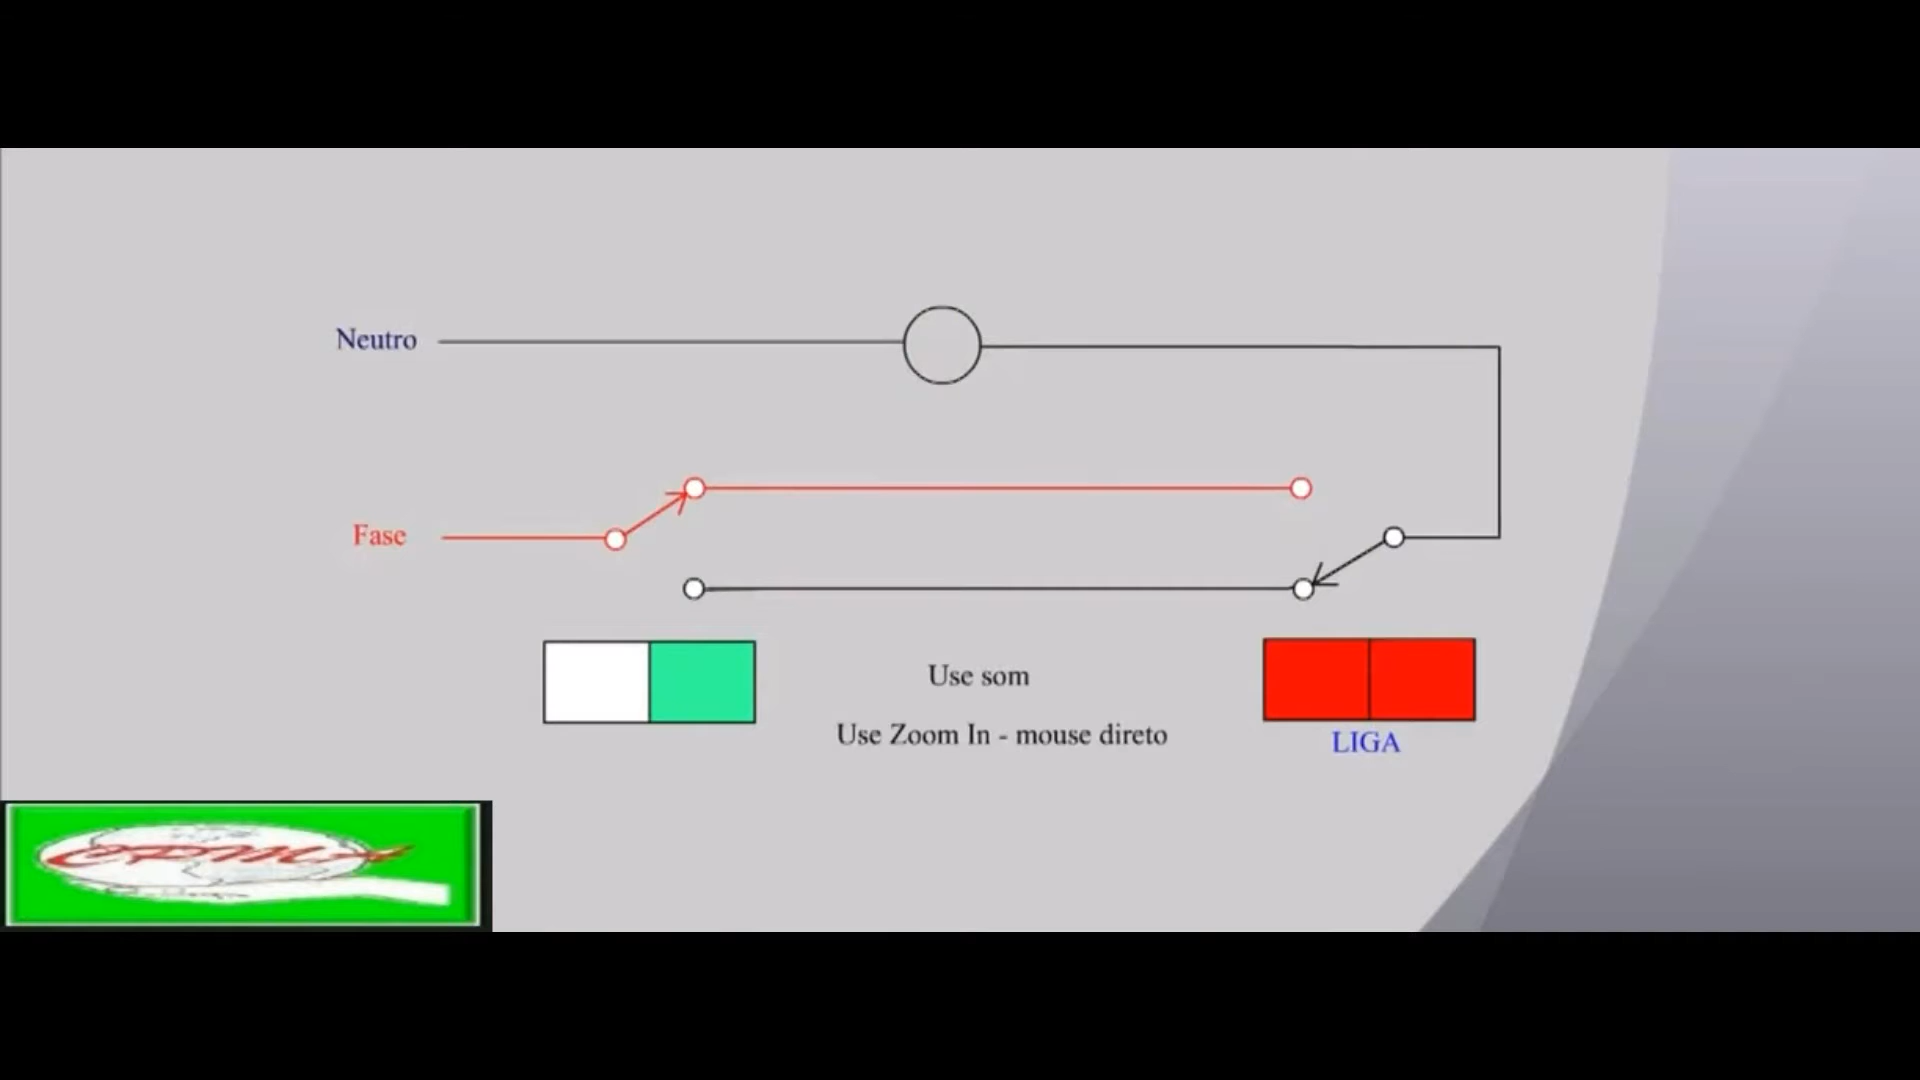 Neutro
Fase
Use som
Use Zoom In - mouse direto
LIGA